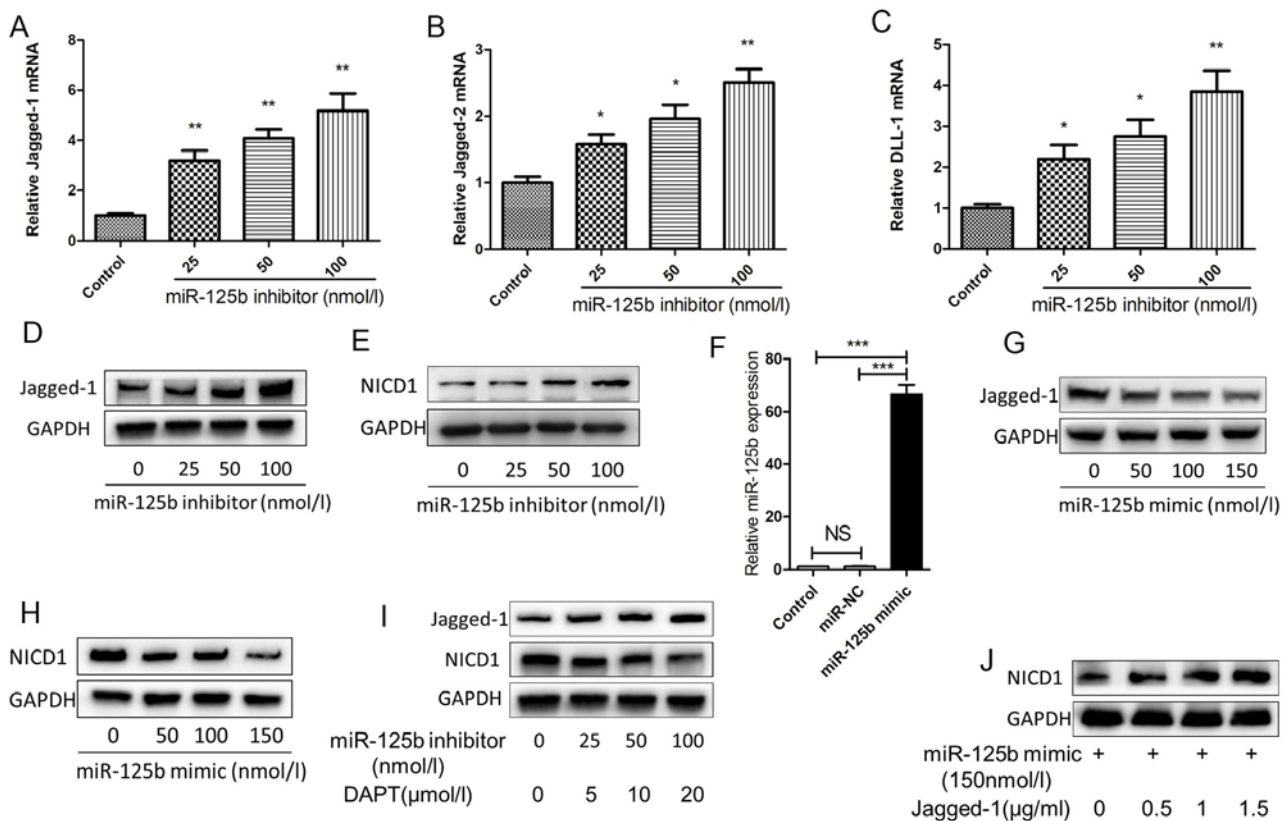 A
Relative Jagged-1 mRNA
8
6
4
2
0
**
**
**
Control
25
50
100
miR-125b inhibitor (nmol/l)
B
Relative Jagged-2 mRNA
3
2
1
0
*
*
**
Control
25
50
100
miR-125b inhibitor (nmol/l)
C
Relative DLL-1 mRNA
5
4
3
2
1
0
*
*
**
Control
25
50
100
miR-125b inhibitor (nmol/l)
D
Jagged-1
GAPDH
0 25 50 100
miR-125b inhibitor (nmol/l)
E
NICD1
GAPDH
0 25 50 100
miR-125b inhibitor (nmol/l)
F
Relative miR-125b expression
80
60
40
20
0
***
***
NS
Control
miR-NC
miR-125b mimic
G
Jagged-1
GAPDH
0 50 100 150
miR-125b mimic (nmol/l)
H
NICD1
GAPDH
0 50 100 150
miR-125b mimic (nmol/l)
I
Jagged-1
NICD1
GAPDH
miR-125b inhibitor 0 25 50 100
(nmol/l)
DAPT(μmol/l) 0 5 10 20
J
NICD1
GAPDH
miR-125b mimic + + + +
(150nmol/l)
Jagged-1(μg/ml) 0 0.5 1 1.5